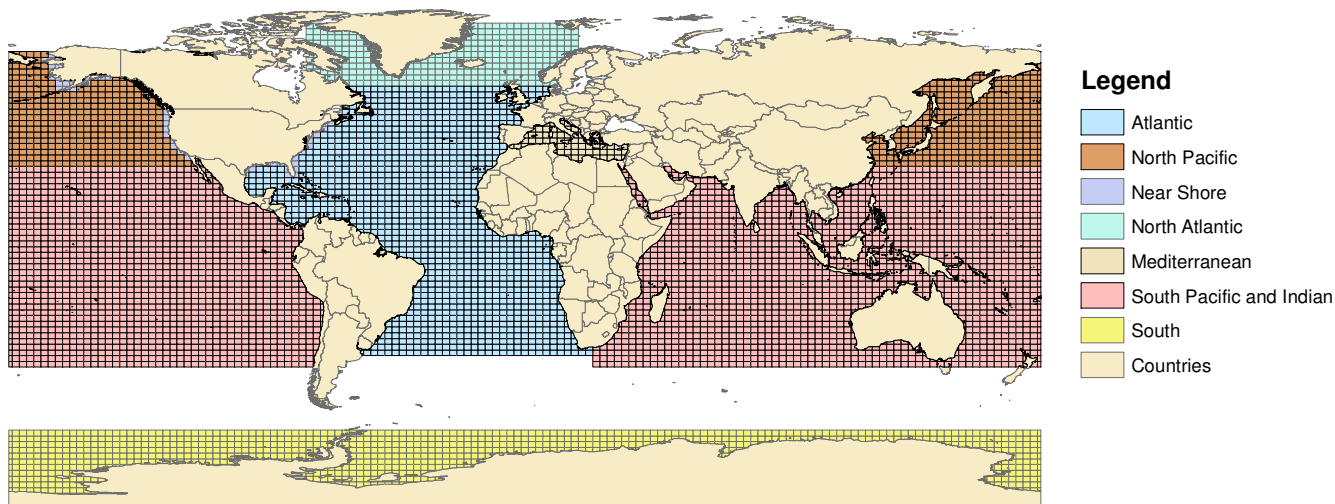 Legend
Atlantic
North Pacific
Near Shore
North Atlantic
Mediterranean
South Pacific and Indian
South
Countries